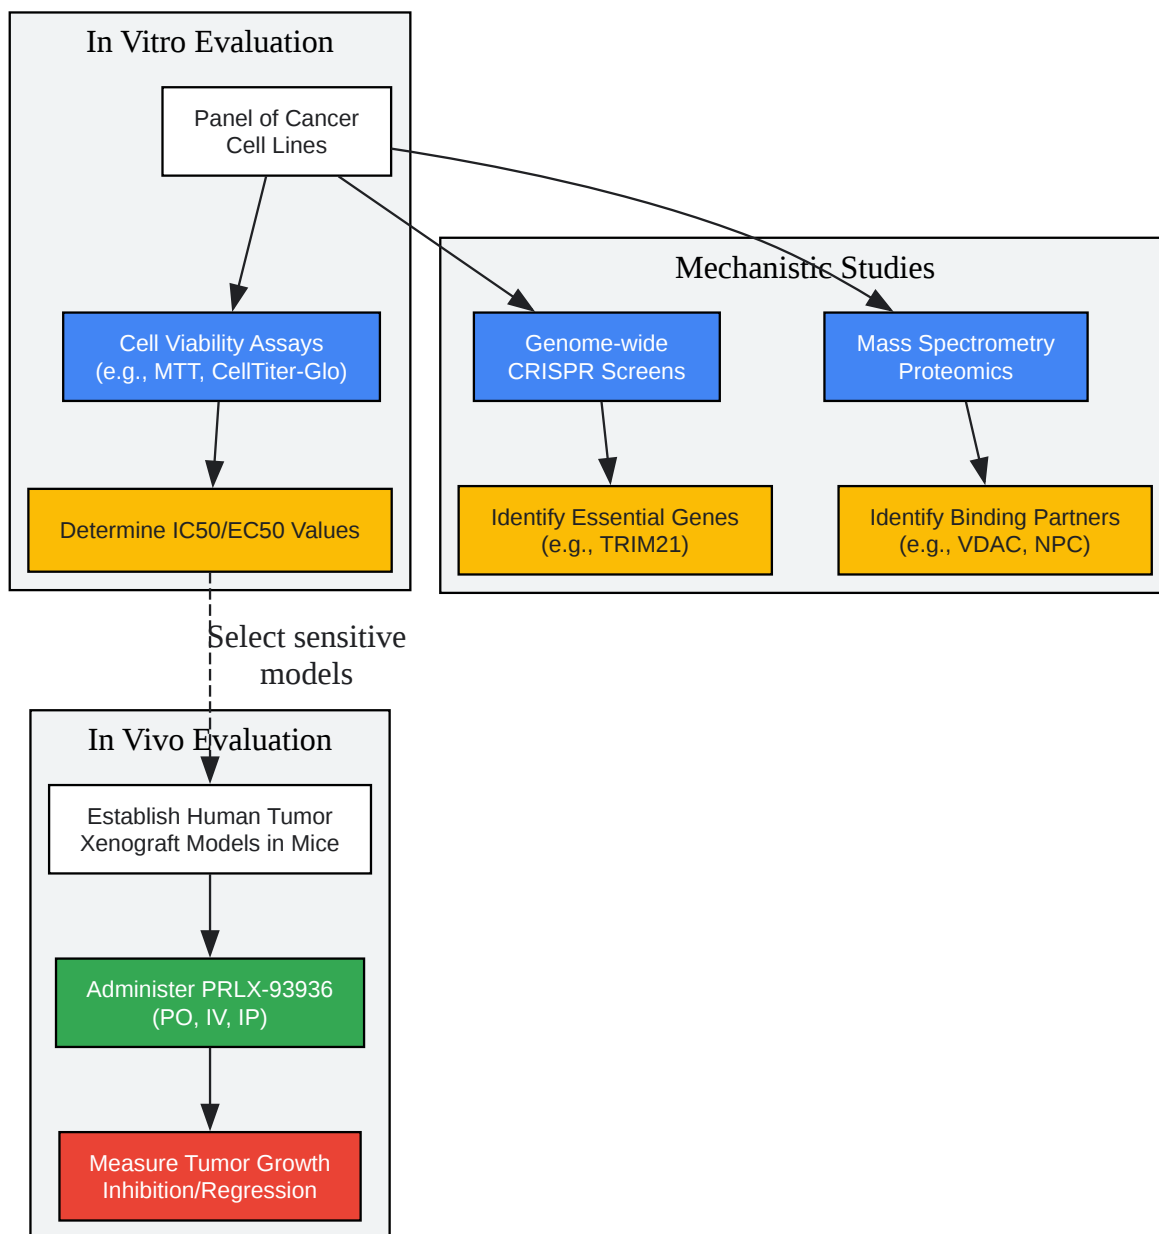 In Vitro Evaluation
Panel of Cancer
Cell Lines
Mechanistic Studies
Cell Viability Assays
(e.g., MTT, CellTiter-Glo)
Genome-wide
CRISPR Screens
Mass Spectrometry
Proteomics
Determine IC50/EC50 Values
Identify Essential Genes
(e.g., TRIM21)
Identify Binding Partners
(e.g., VDAC, NPC)
Select sensitive
models
In Vivo Evaluation
Establish Human Tumor
Xenograft Models in Mice
Administer PRLX-93936
(PO, IV, IP)
Measure Tumor Growth
Inhibition/Regression